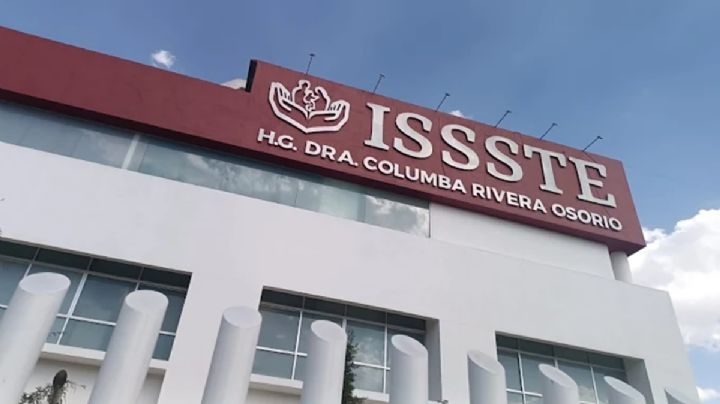 ISSSTE
H.G. DRA. COLUMBA RIVERA OSORIO